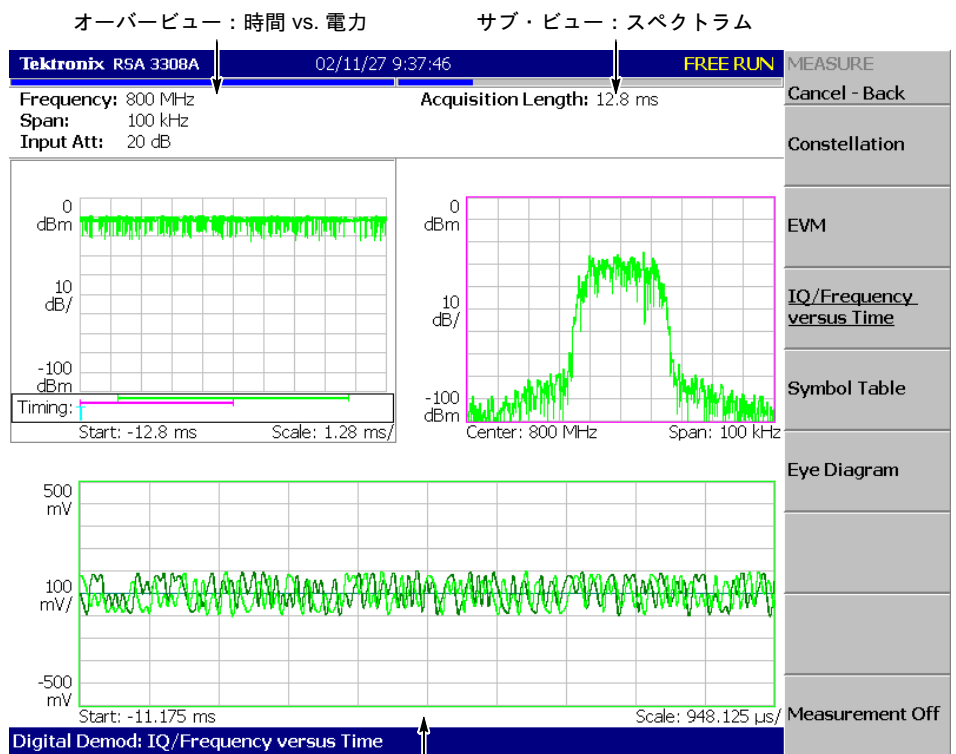 オーバービュー：時間 vs. 電力
サブ・ビュー：スペクトラム
Tektronix RSA 3308A
02/11/27 9:37:46
FREE RUN
MEASURE
Cancel - Back
Frequency: 800 MHz
Acquisition Length: 12.8 ms
Span: 100 kHz
Input Att: 20 dB
Constellation
EVM
IQ/Frequency
versus Time
Symbol Table
Eye Diagram
Measurement Off
0
dBm
10
dB/
-100
dBm
Timing:
Start: -12.8 ms
Scale: 1.28 ms/
0
dBm
10
dB/
-100
dBm
Center: 800 MHz
Span: 100 kHz
500
mV
100
mV/
-500
mV
Start: -11.175 ms
Scale: 948.125 µs/
Digital Demod: IQ/Frequency versus Time